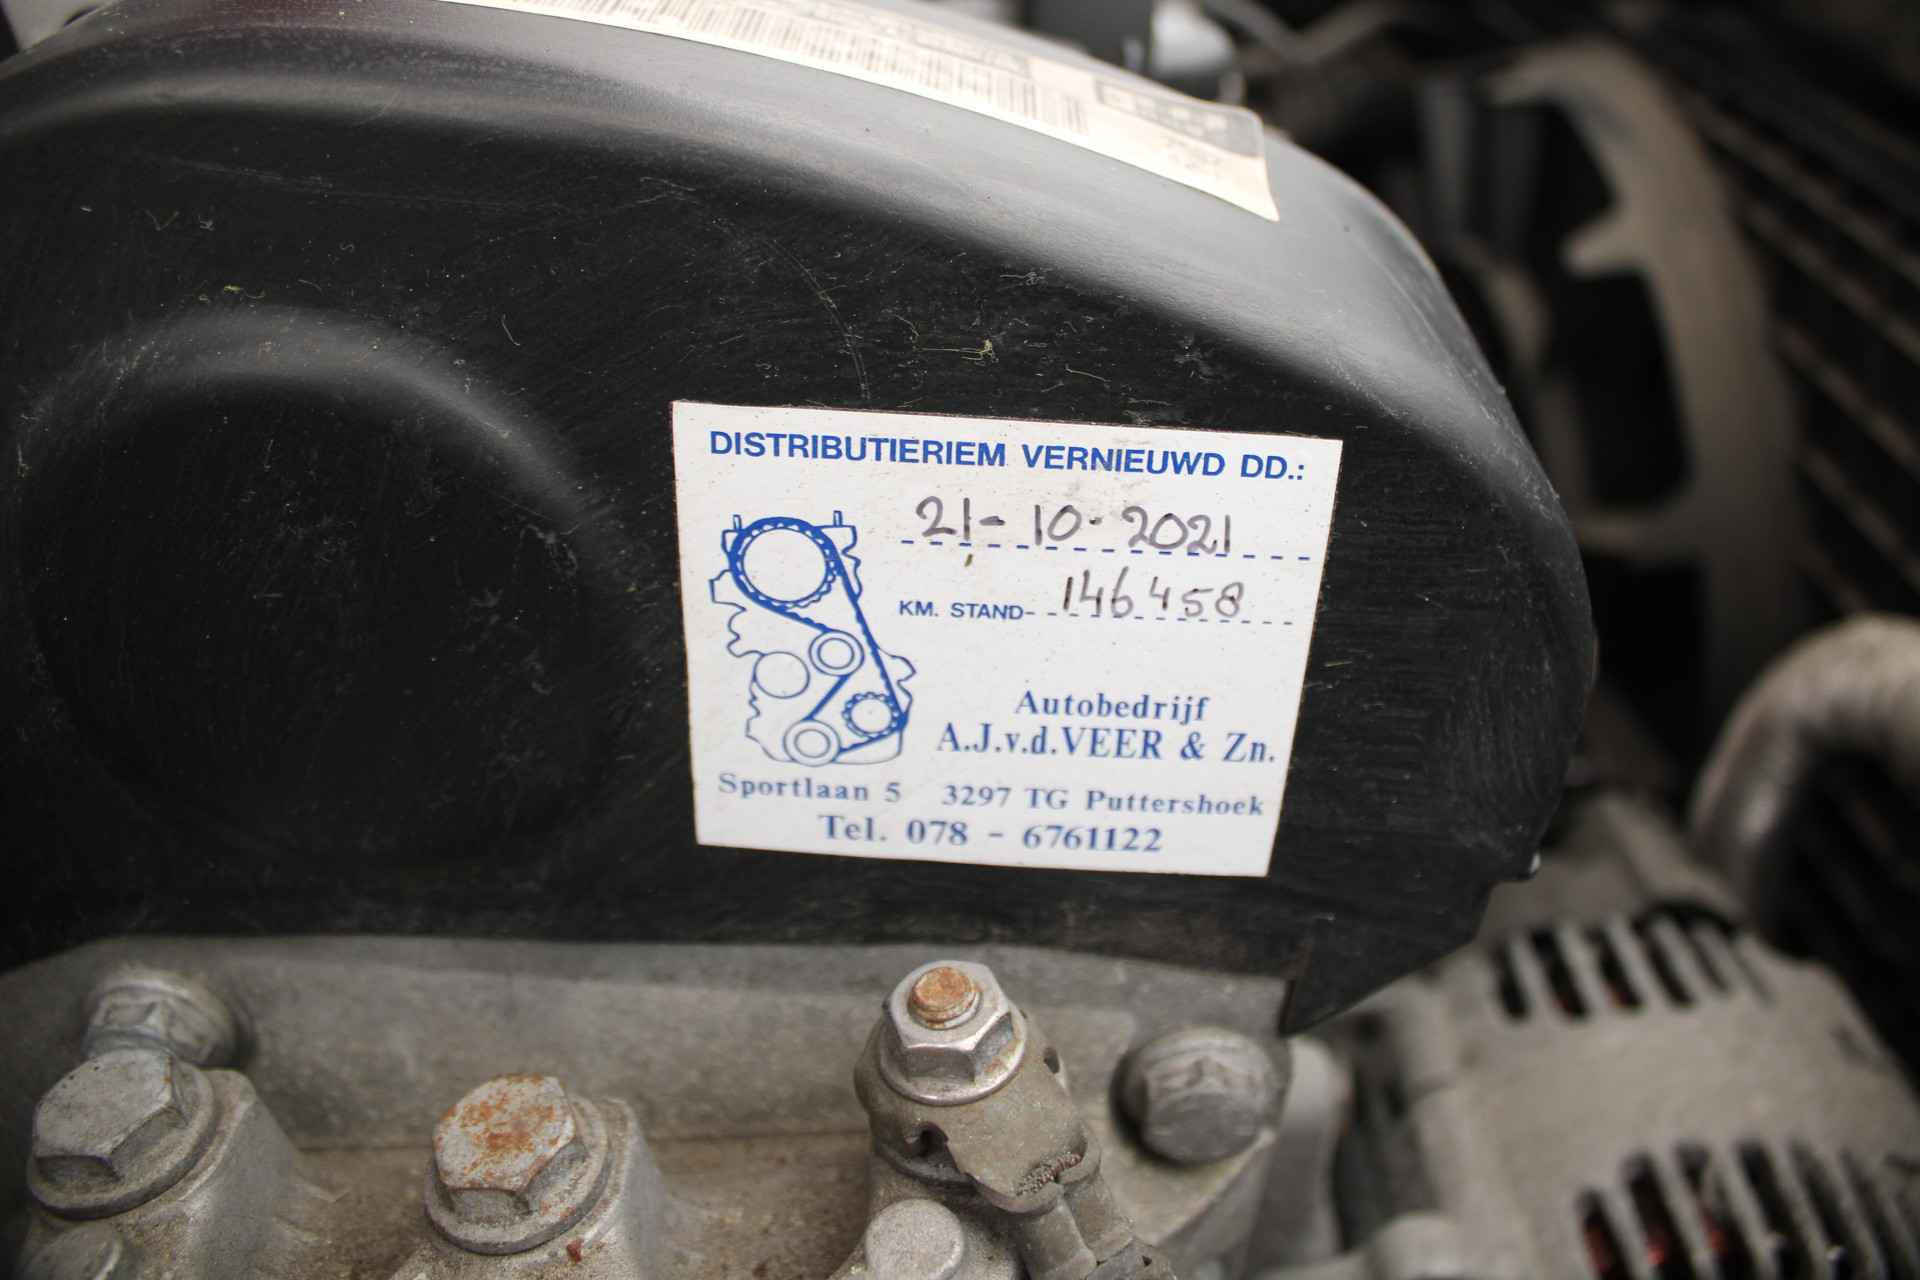 DISTRIBUTIERIEM VERNIEUWD DD.:
21-10-2021
KM. STAND 146458
Autobedrijf
A.J.v.d.VEER & Zn.
Sportlaan 5 3297 TG Puttershoek
Tel. 078 - 6761122